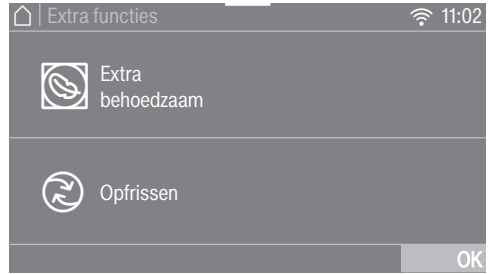 Extra functies 11:02
Extra
behoedzaam
Opfrissen
OK